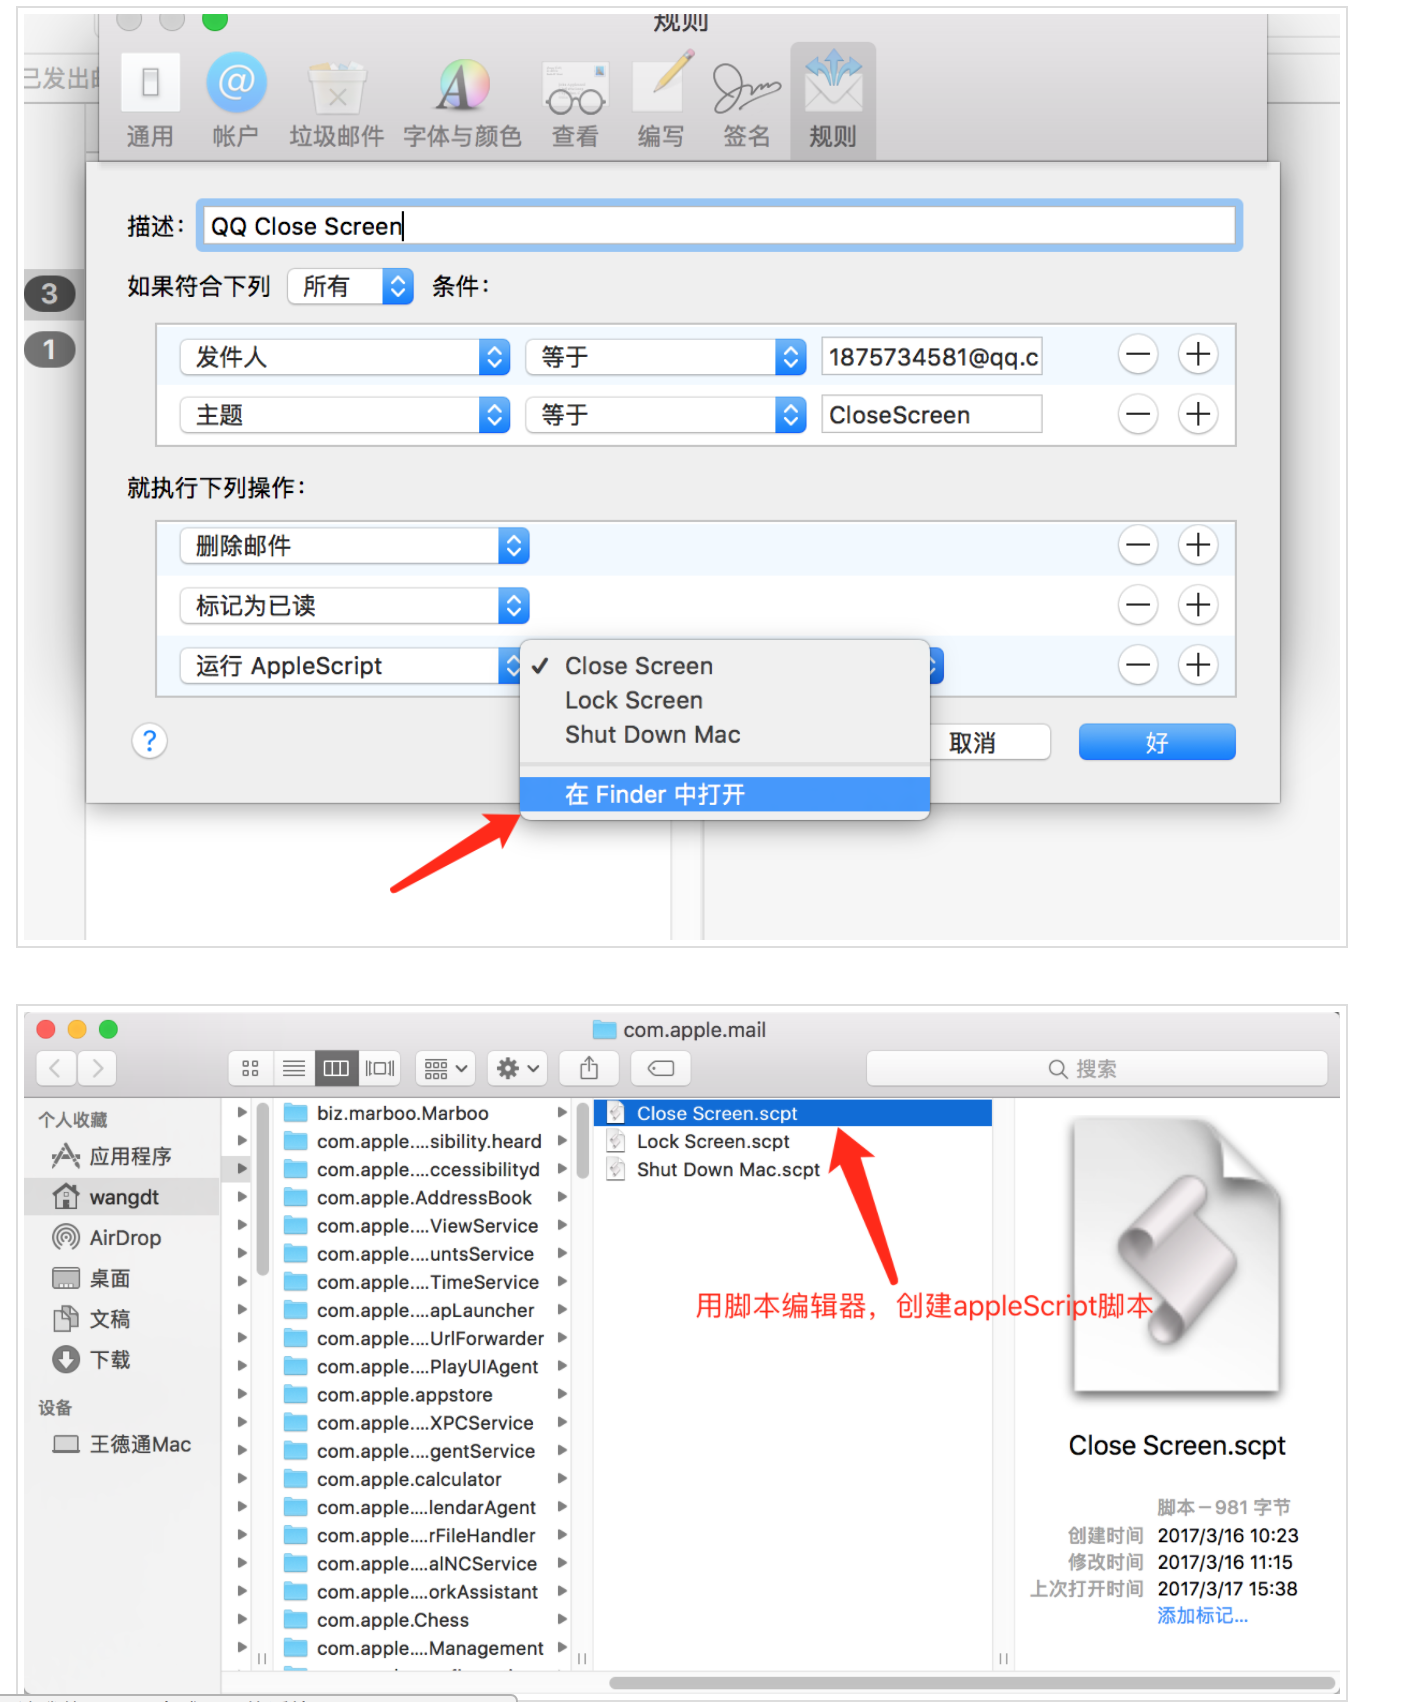 规则
已发出
通用
帐户
垃圾邮件
字体与颜色
查看
编写
签名
规则
描述：
QQ Close Screen
3
如果符合下列
所有
条件：
1
发件人
等于
1875734581@qq.c
主题
等于
CloseScreen
就执行下列操作：
删除邮件
标记为已读
运行 AppleScript
✓ Close Screen
Lock Screen
Shut Down Mac
在 Finder 中打开
?
取消
好
com.apple.mail
搜索
个人收藏
应用程序
wangdt
AirDrop
桌面
文稿
下载
设备
王德通Mac
biz.marboo.Marboo
com.apple....sibility.heard
com.apple....ccessibilityd
com.apple.AddressBook
com.apple....ViewService
com.apple....untsService
com.apple....TimeService
com.apple....apLauncher
com.apple....UrlForwarder
com.apple....PlayUIAgent
com.apple.appstore
com.apple....XPCService
com.apple....gentService
com.apple.calculator
com.apple....lendarAgent
com.apple....rFileHandler
com.apple....alNCService
com.apple....orkAssistant
com.apple.Chess
com.apple....Management
Close Screen.scpt
Lock Screen.scpt
Shut Down Mac.scpt
用脚本编辑器，创建appleScript脚本
Close Screen.scpt
脚本 – 981 字节
创建时间 2017/3/16 10:23
修改时间 2017/3/16 11:15
上次打开时间 2017/3/17 15:38
添加标记...